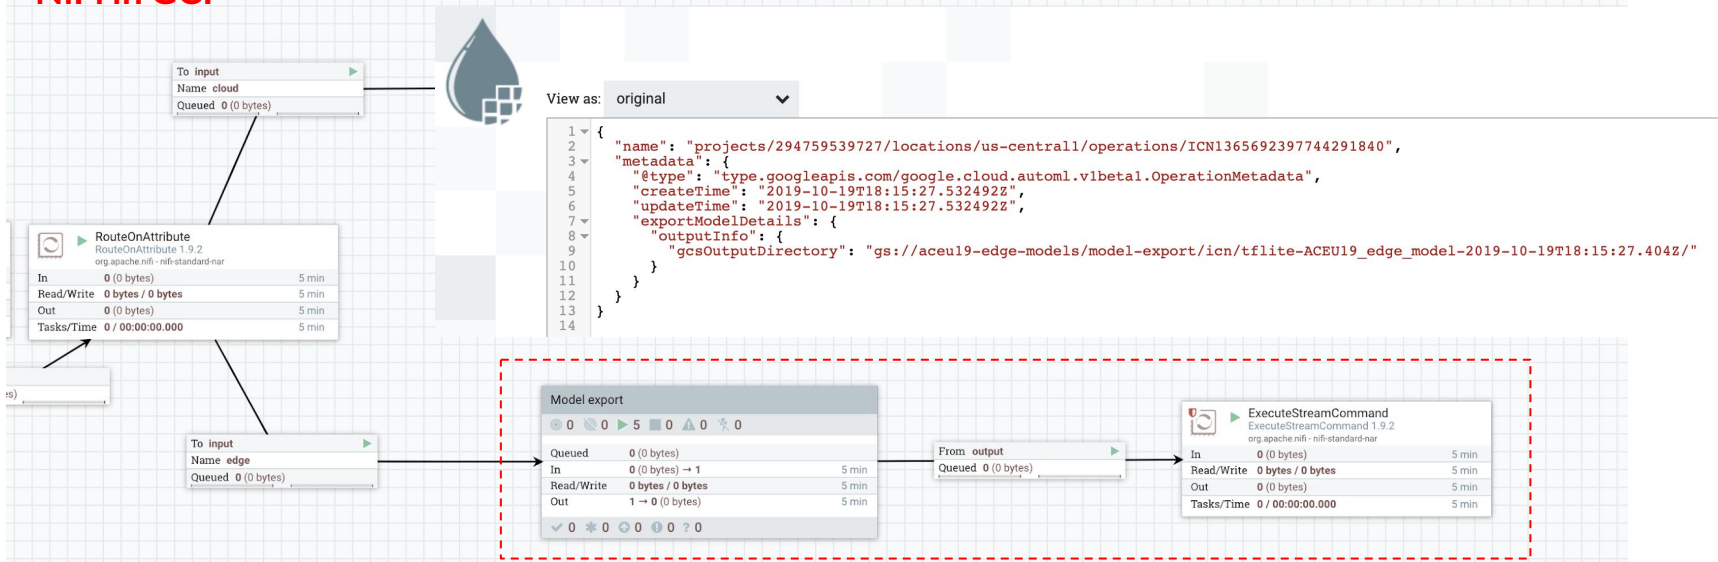 NiFi in GCP
To input
Name cloud
Queued 0 (0 bytes)
View as: original
1 {
2 "name": "projects/294759539727/locations/us-central1/operations/ICN1365692397744291840",
3 "metadata": {
4 "@type": "type.googleapis.com/google.cloud.automl.v1beta1.OperationMetadata",
5 "createTime": "2019-10-19T18:15:27.532492Z",
6 "updateTime": "2019-10-19T18:15:27.532492Z",
7 "exportModelDetails": {
8 "outputInfo": {
9 "gcsOutputDirectory": "gs://aceu19-edge-models/model-export/icn/tflite-ACEU19_edge_model-2019-10-19T18:15:27.404Z/"
10 }
11 }
12 }
13 }
14
RouteOnAttribute
RouteOnAttribute 1.9.2
org.apache.nifi - nifi-standard-nar
In 0 (0 bytes) 5 min
Read/Write 0 bytes / 0 bytes 5 min
Out 0 (0 bytes) 5 min
Tasks/Time 0 / 00:00:00.000 5 min
es)
To input
Name edge
Queued 0 (0 bytes)
Model export
0 0 5 0 0 0
Queued 0 (0 bytes)
In 0 (0 bytes) → 1 5 min
Read/Write 0 bytes / 0 bytes 5 min
Out 1 → 0 (0 bytes) 5 min
0 0 0 0 ? 0
From output
Queued 0 (0 bytes)
ExecuteStreamCommand
ExecuteStreamCommand 1.9.2
org.apache.nifi - nifi-standard-nar
In 0 (0 bytes) 5 min
Read/Write 0 bytes / 0 bytes 5 min
Out 0 (0 bytes) 5 min
Tasks/Time 0 / 00:00:00.000 5 min